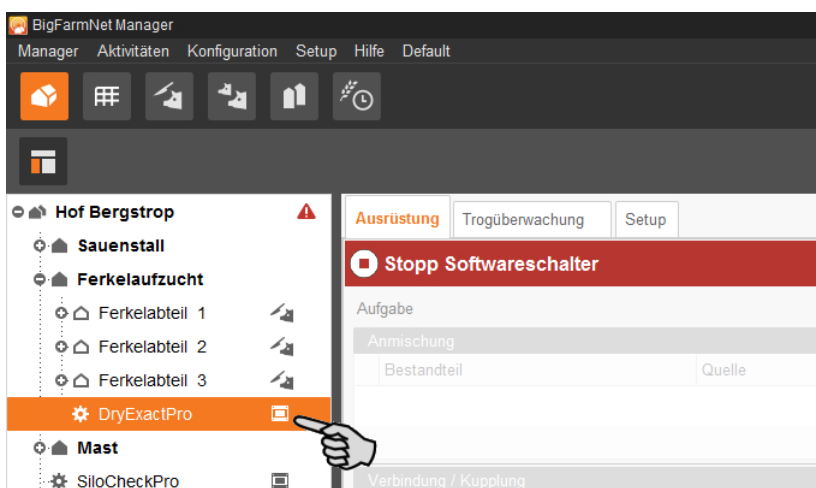 BigFarmNet Manager
Manager Aktivitäten Konfiguration Setup Hilfe Default
Hof Bergstrop
Sauenstall
Ferkelaufzucht
Ferkelabteil 1
Ferkelabteil 2
Ferkelabteil 3
DryExactPro
Mast
SiloCheckPro
Ausrüstung Trogüberwachung Setup
Stopp Softwareschalter
Aufgabe
Anmischung
Bestandteil Quelle
Verbindung / Kupplung